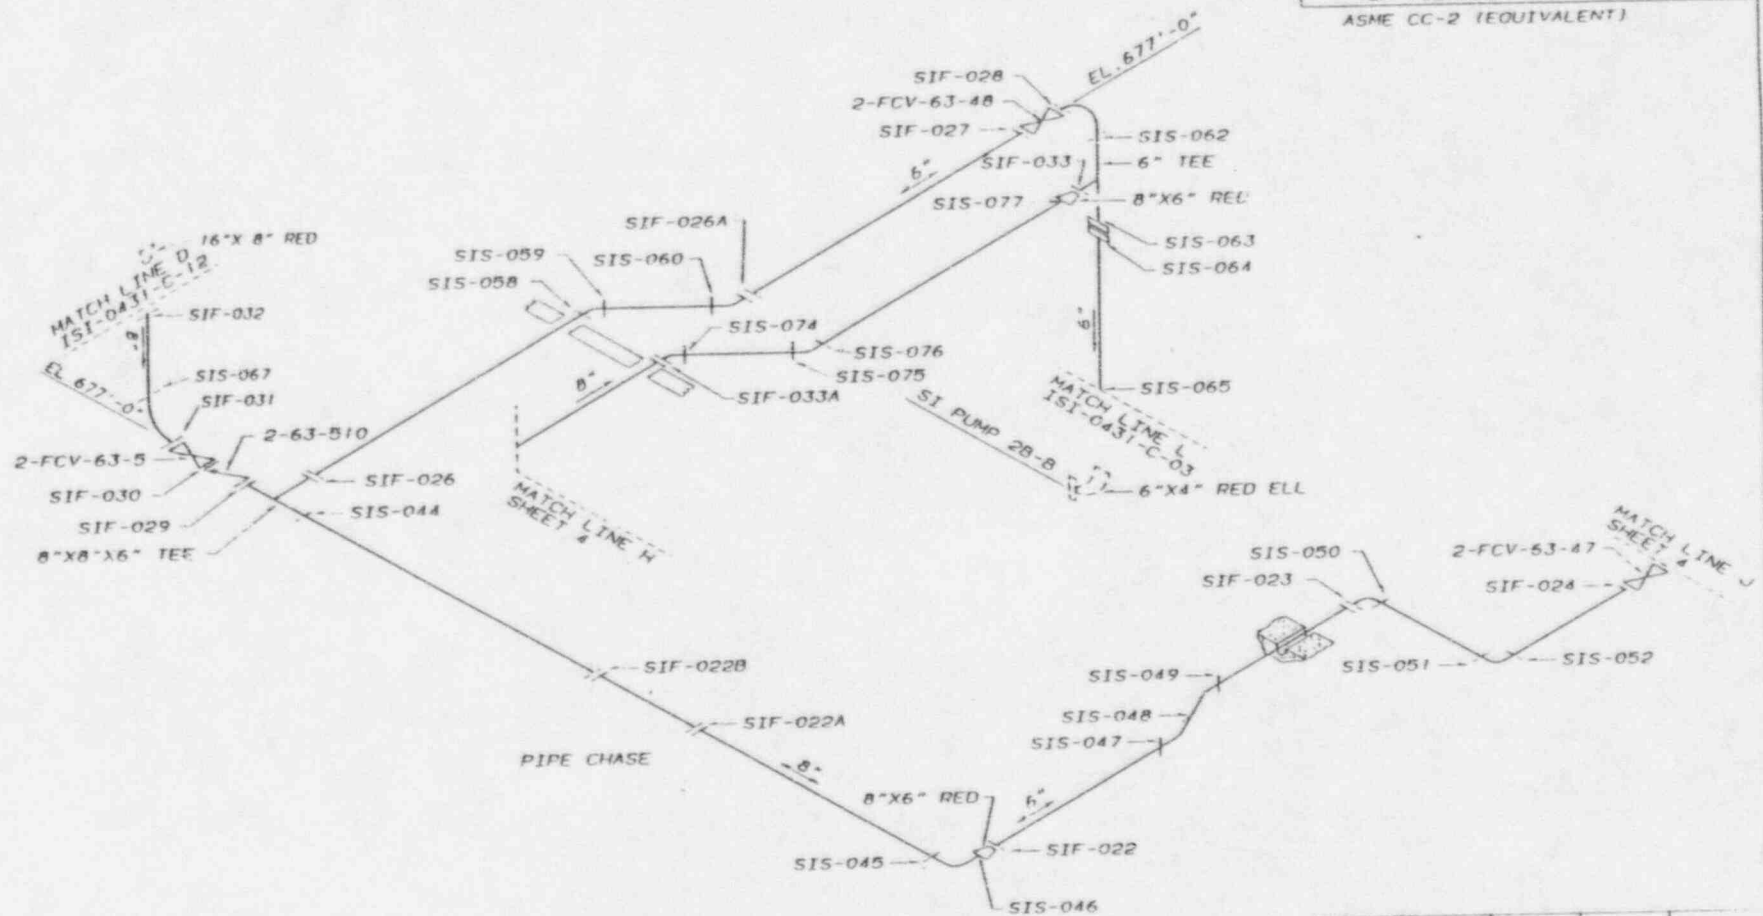 ASME CC-2 (EQUIVALENT)
EL. 677'-0"
SIF-028
2-FCV-63-48
SIF-027
SIS-062
6" TEE
SIF-033
6"
SIS-077
8"X6" RED
SIS-063
SIS-064
SIF-026A
16"X 8" RED
SIS-059
SIS-060
SIS-058
MATCH LINE D
ISI-0431-C-12
SIF-032
8"
SIS-074
6"
SIS-076
SIS-075
SIS-067
EL. 677'-0"
SIF-031
8"
SIF-033A
SIS-065
MATCH LINE L
ISI-0431-C-03
2-63-510
2-FCV-63-5
SIF-030
SIF-026
SI PUMP 2B-B
6"X4" RED ELL
SIF-029
SIS-044
8"X8"X6" TEE
MATCH LINE H
SHEET 4
MATCH LINE J
SHEET 4
SIS-050
2-FCV-63-47
SIF-023
SIF-024
SIF-022B
SIS-051
SIS-052
SIS-049
SIS-048
SIF-022A
SIS-047
PIPE CHASE
8"
8"X6" RED
6"
SIS-045
SIF-022
SIS-046